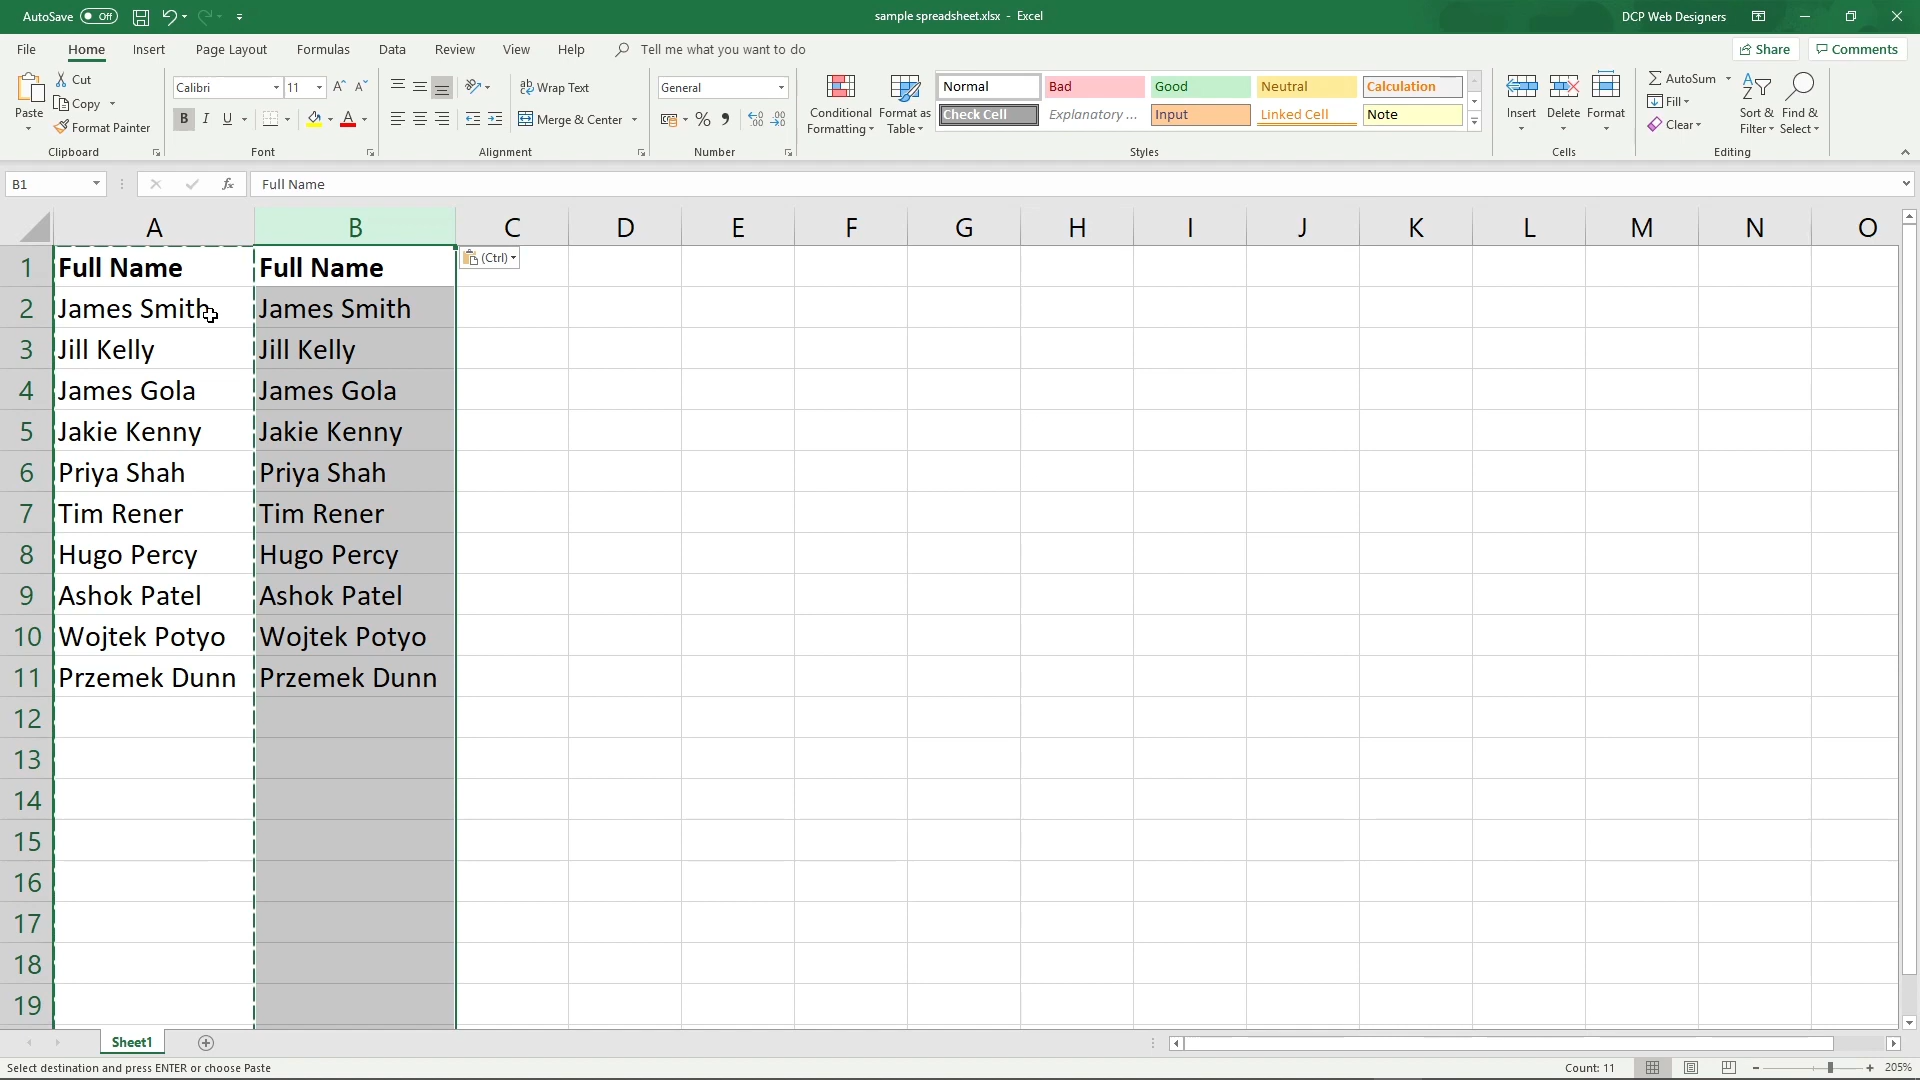 AutoSave Off sample spreadsheet.xlsx - Excel DCP Web Designers
File Home Insert Page Layout Formulas Data Review View Help Tell me what you want to do Share Comments
Paste Cut Copy Format Painter
Clipboard
Calibri 11 A A
B I U A
Font
Wrap Text
Merge & Center
Alignment
General
% ,
Number
Conditional Formatting
Format as Table
Normal Bad Good Neutral Calculation
Check Cell Explanatory ... Input Linked Cell Note
Styles
Insert Delete Format
Cells
AutoSum
Fill
Clear
Sort & Filter
Find & Select
Editing
B1 fx Full Name
A B C D E F G H I J K L M N O
1 Full Name Full Name (Ctrl)
2 James Smith James Smith
3 Jill Kelly Jill Kelly
4 James Gola James Gola
5 Jakie Kenny Jakie Kenny
6 Priya Shah Priya Shah
7 Tim Rener Tim Rener
8 Hugo Percy Hugo Percy
9 Ashok Patel Ashok Patel
10 Wojtek Potyo Wojtek Potyo
11 Przemek Dunn Przemek Dunn
12
13
14
15
16
17
18
19
Sheet1
Select destination and press ENTER or choose Paste Count: 11 205%